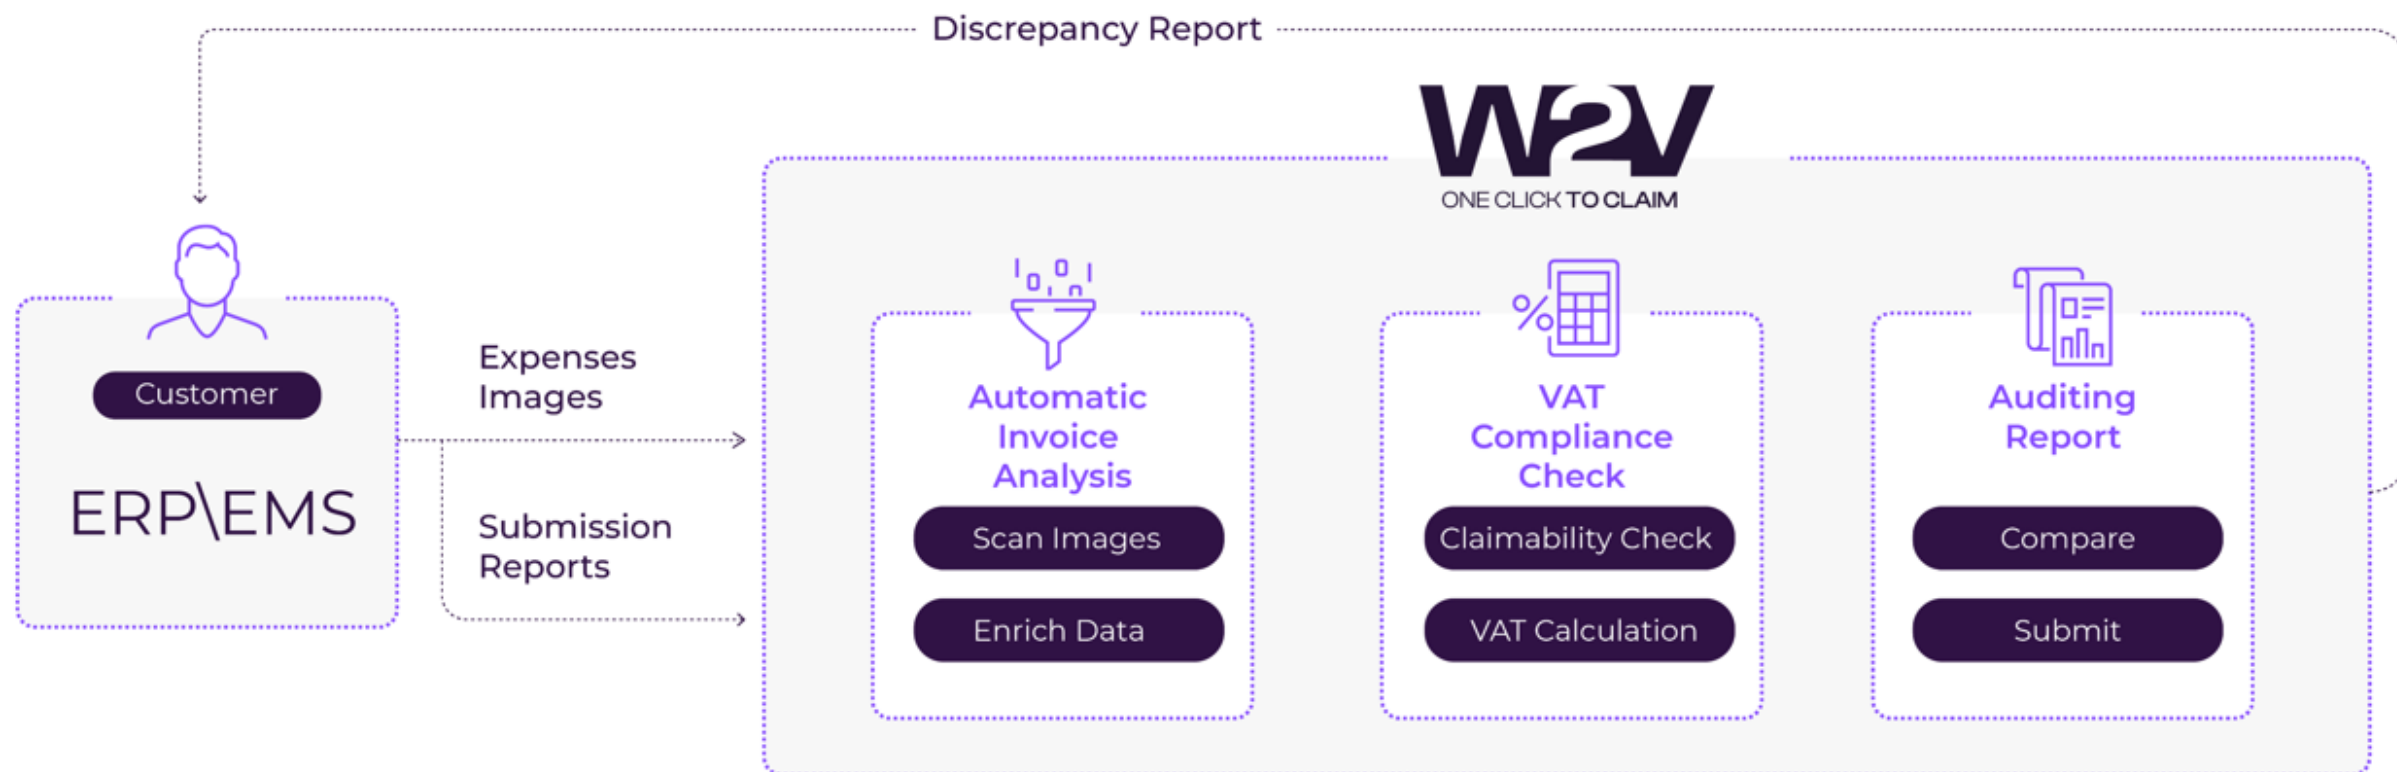 Discrepancy Report
W2V
ONE CLICK TO CLAIM
Customer
ERP\EMS
Expenses
Images
Submission
Reports
Automatic
Invoice
Analysis
Scan Images
Enrich Data
%
VAT
Compliance
Check
Claimability Check
VAT Calculation
Auditing
Report
Compare
Submit